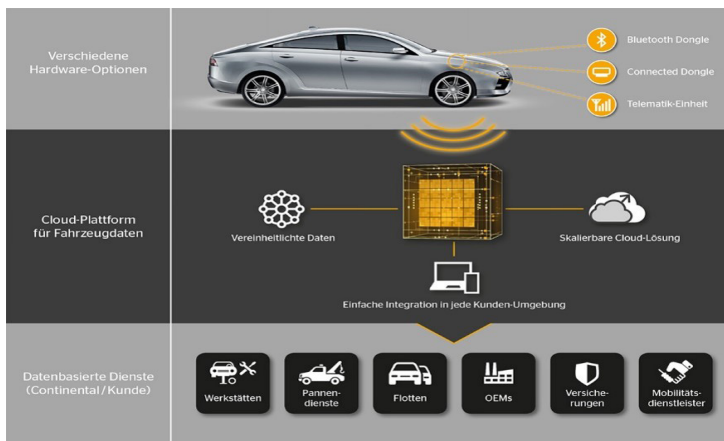 Verschiedene
Hardware-Optionen
Bluetooth Dongle
Connected Dongle
Telematik-Einheit
Cloud-Plattform
für Fahrzeugdaten
Vereinheitlichte Daten
Skalierbare Cloud-Lösung
Einfache Integration in jede Kunden-Umgebung
Datenbasierte Dienste
(Continental/Kunde)
Werkstätten
Pannen-
dienste
Flotten
OEMs
Versiche-
rungen
Mobilitäts-
dienstleister